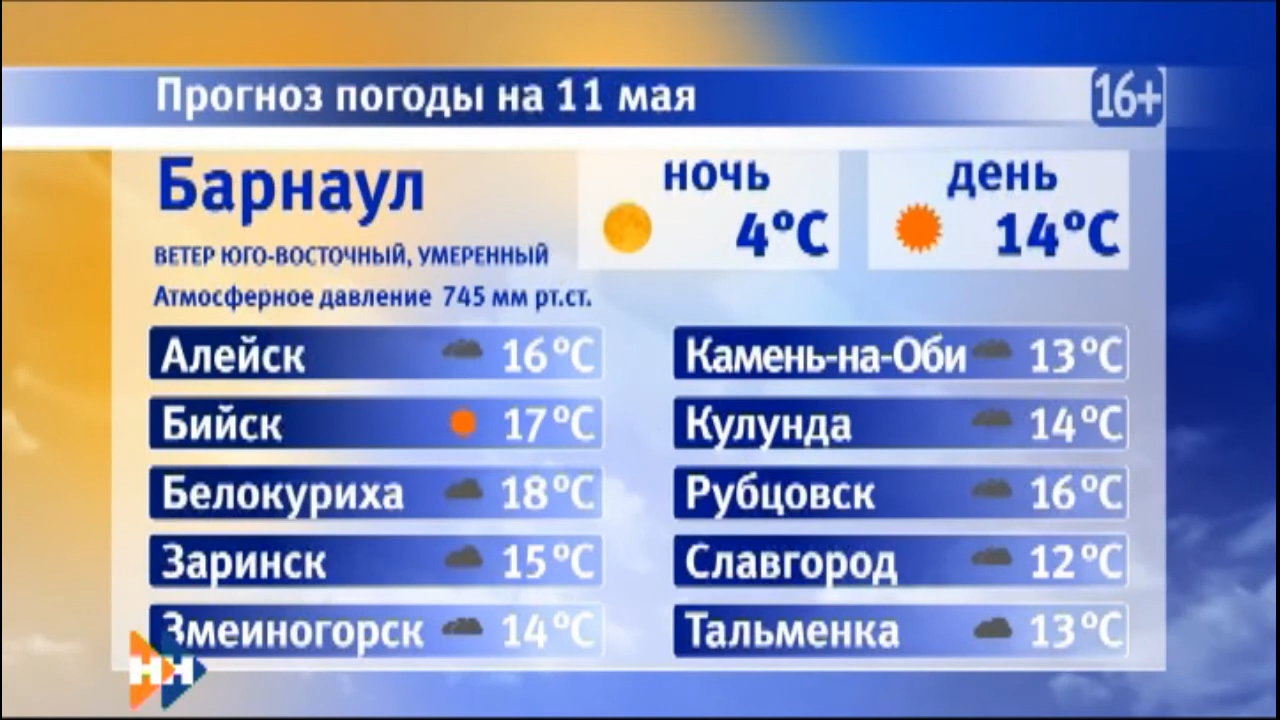 Прогноз погоды на 11 мая
16+
Барнаул
ВЕТЕР ЮГО-ВОСТОЧНЫЙ, УМЕРЕННЫЙ
Атмосферное давление 745 мм рт.ст.
ночь
4°C
день
14°C
Алейск 16°C
Бийск 17°C
Белокуриха 18°C
Заринск 15°C
Змеиногорск 14°C
Камень-на-Оби 13°C
Кулунда 14°C
Рубцовск 16°C
Славгород 12°C
Тальменка 13°C
НН